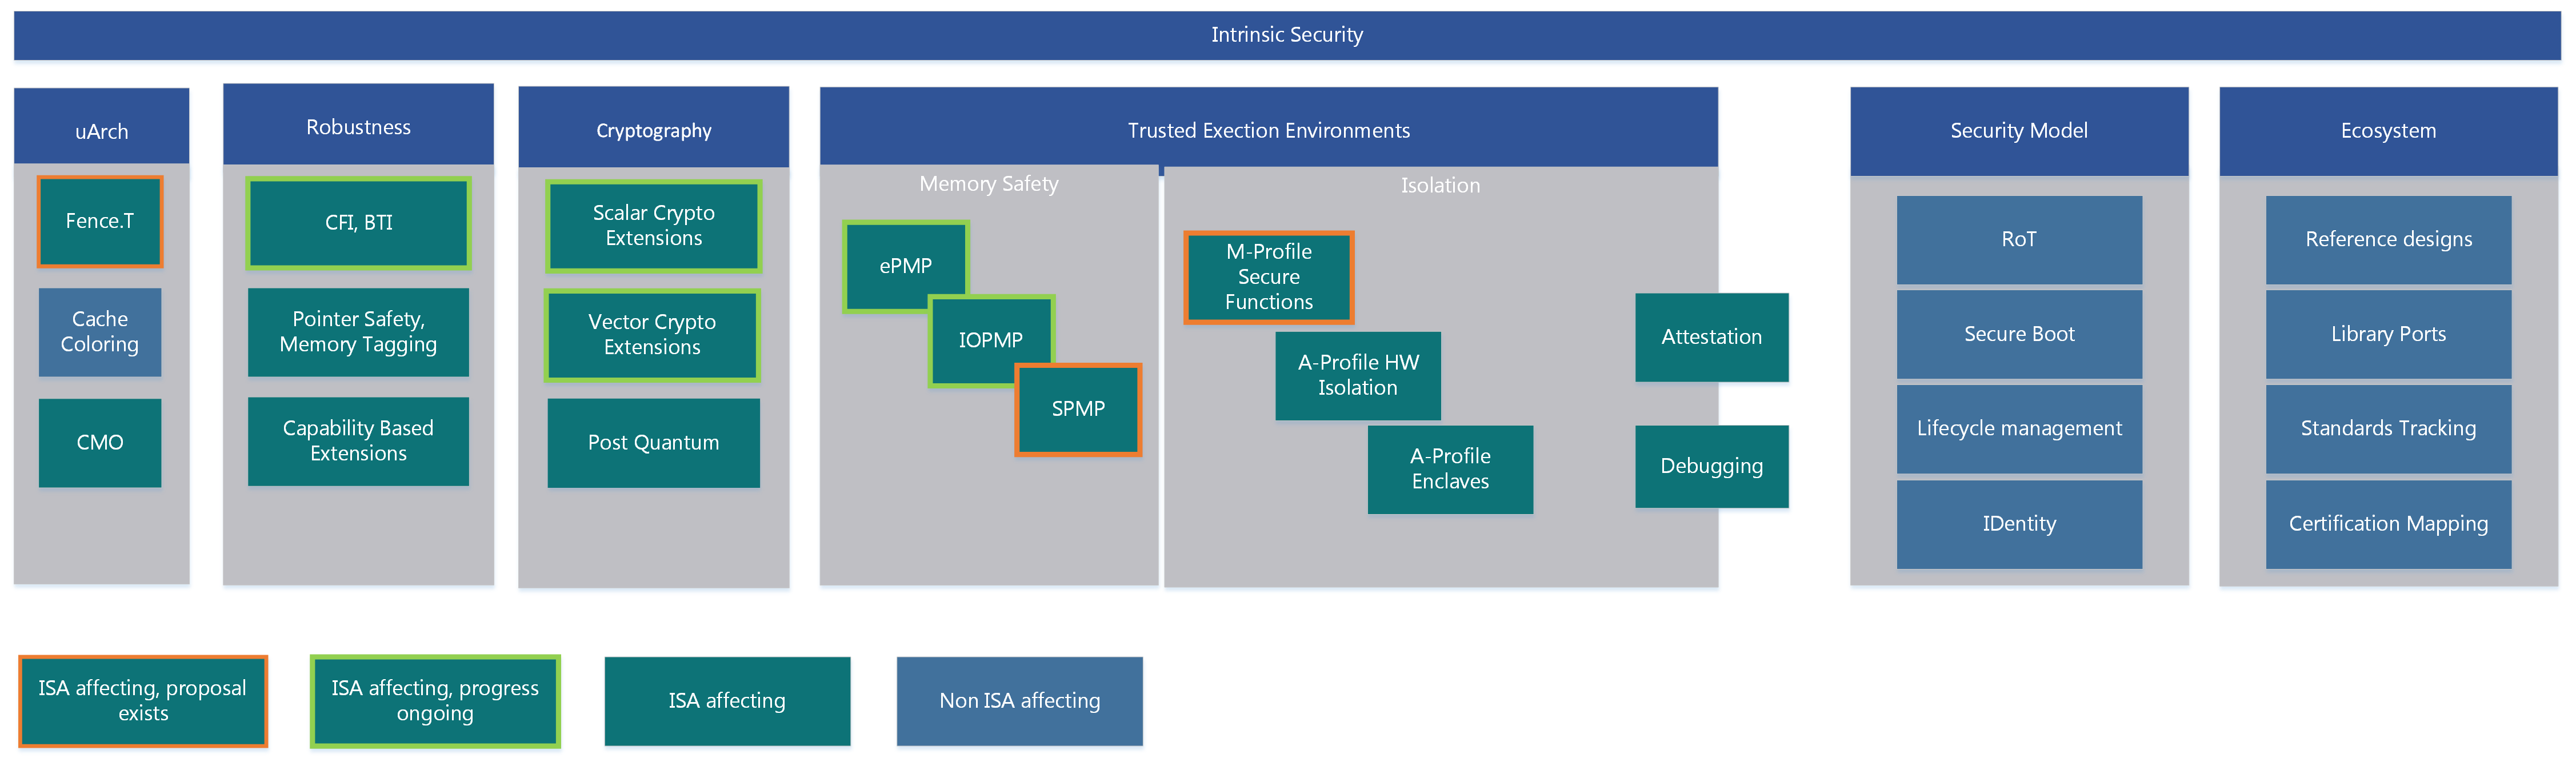 Intrinsic Security
uArch
Fence.T
Cache
Coloring
CMO
Robustness
CFI, BTI
Pointer Safety,
Memory Tagging
Capability Based
Extensions
Cryptography
Scalar Crypto
Extensions
Vector Crypto
Extensions
Post Quantum
Trusted Exection Environments
Memory Safety
ePMP
IOPMP
SPMP
Isolation
M-Profile
Secure
Functions
A-Profile HW
Isolation
A-Profile
Enclaves
Attestation
Debugging
Security Model
RoT
Secure Boot
Lifecycle management
IDentity
Ecosystem
Reference designs
Library Ports
Standards Tracking
Certification Mapping
ISA affecting, proposal
exists
ISA affecting, progress
ongoing
ISA affecting
Non ISA affecting